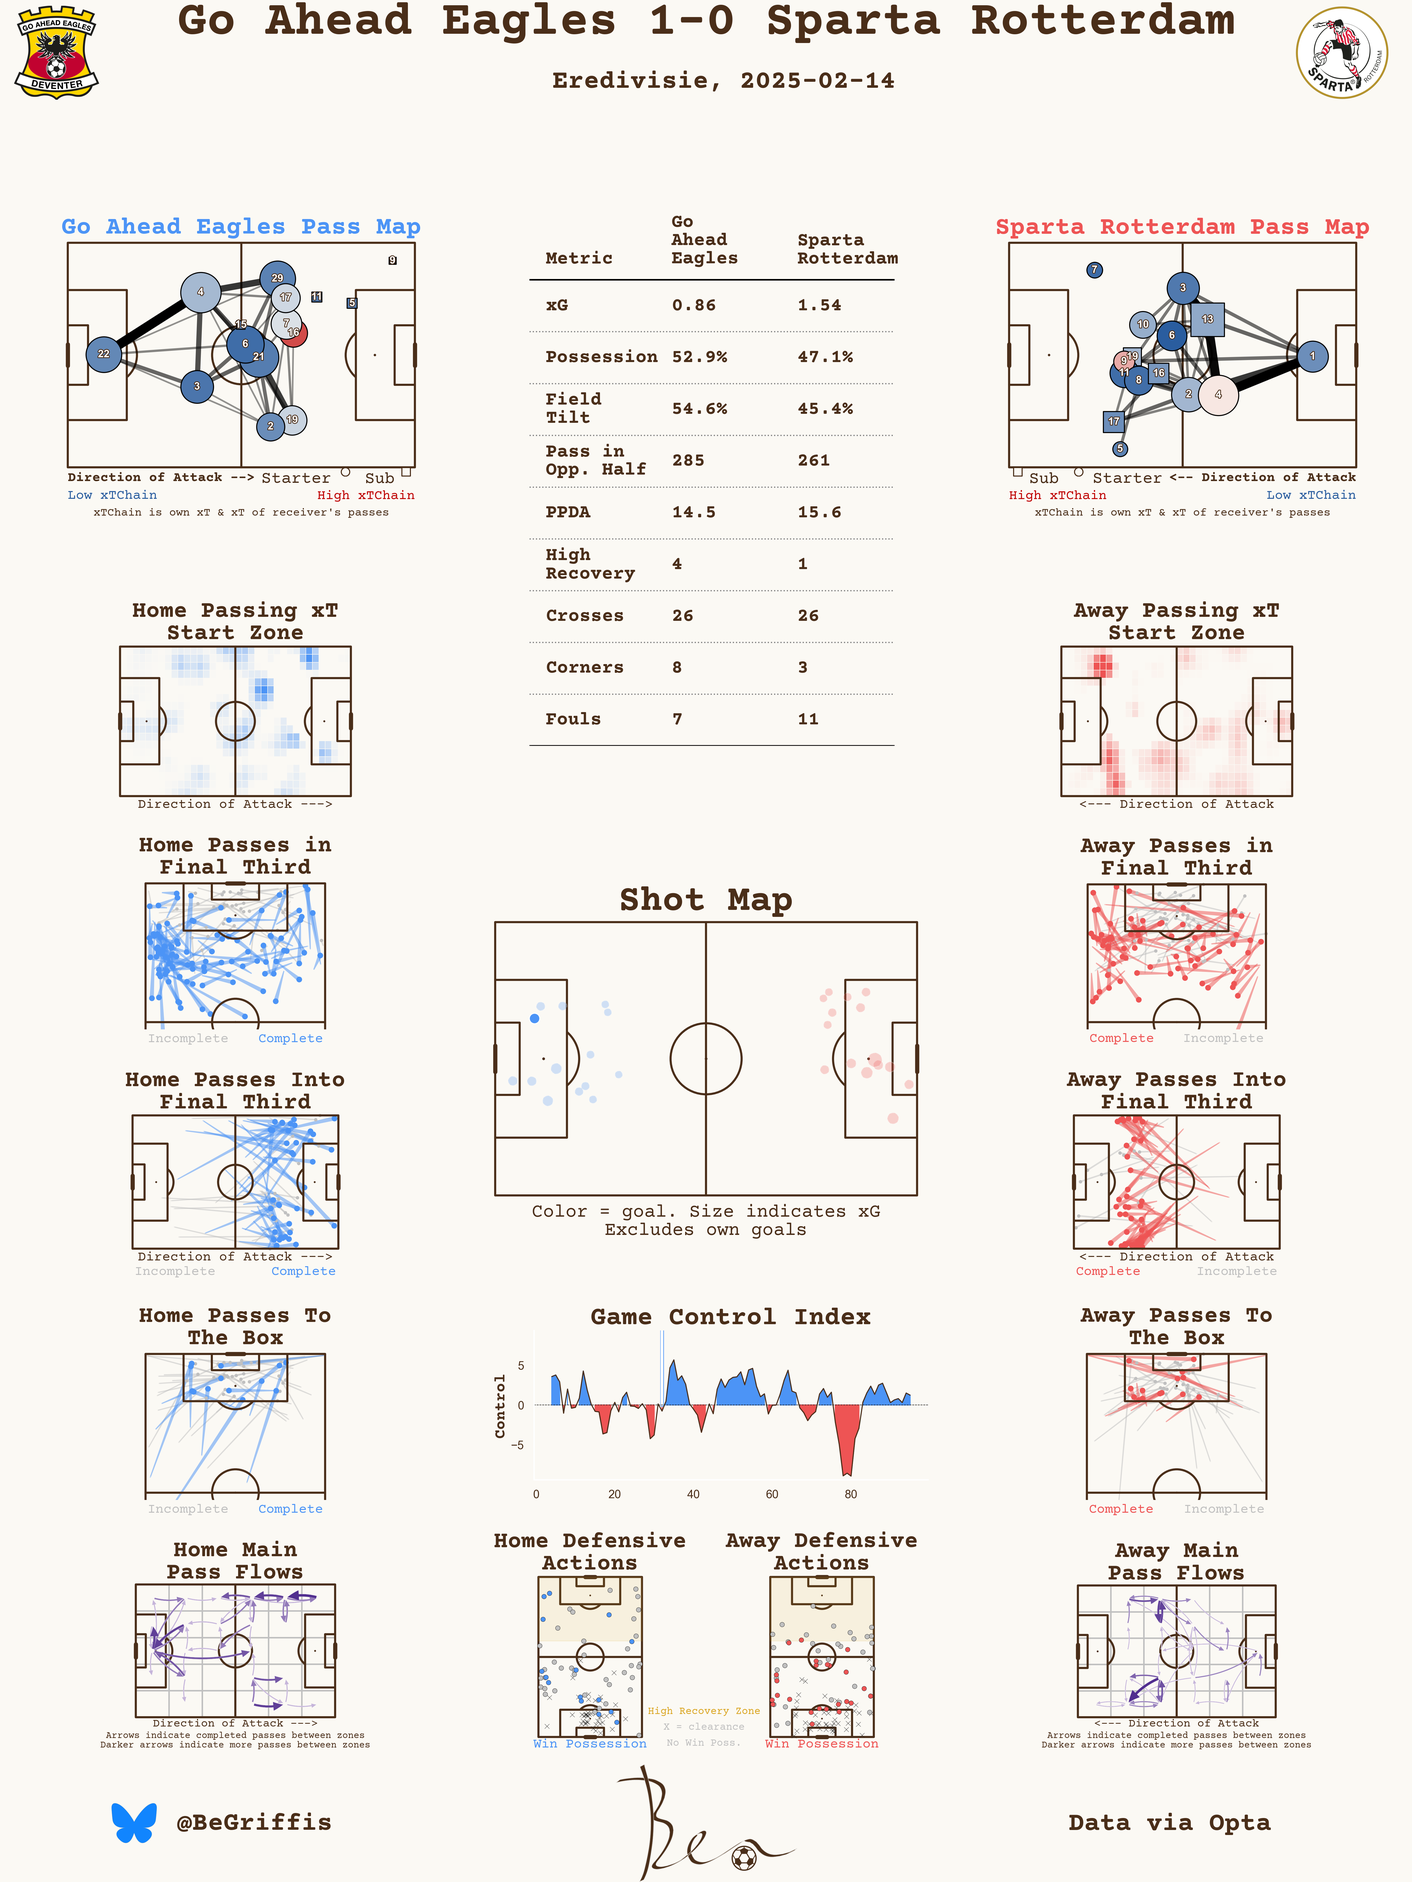 Go Ahead Eagles 1-0 Sparta Rotterdam
Eredivisie, 2025-02-14
GO AHEAD EAGLES
DEVENTER
SPARTA
ROTTERDAM
Go Ahead Eagles Pass Map
4
29
17
11
9
5
7
16
15
6
21
22
3
2
19
Direction of Attack --> Starter Sub
Low xTChain High xTChain
xTChain is own xT & xT of receiver's passes
Metric Go Ahead Eagles Sparta Rotterdam
xG 0.86 1.54
Possession 52.9% 47.1%
Field Tilt 54.6% 45.4%
Pass in Opp. Half 285 261
PPDA 14.5 15.6
High Recovery 4 1
Crosses 26 26
Corners 8 3
Fouls 7 11
Sparta Rotterdam Pass Map
7
3
10
13
6
9
19
11
8
16
2
4
1
17
5
Sub Starter <-- Direction of Attack
High xTChain Low xTChain
xTChain is own xT & xT of receiver's passes
Home Passing xT
Start Zone
Direction of Attack --->
Away Passing xT
Start Zone
<--- Direction of Attack
Home Passes in
Final Third
Incomplete Complete
Away Passes in
Final Third
Complete Incomplete
Shot Map
Color = goal. Size indicates xG
Excludes own goals
Home Passes Into
Final Third
Direction of Attack --->
Incomplete Complete
Away Passes Into
Final Third
<--- Direction of Attack
Complete Incomplete
Home Passes To
The Box
Incomplete Complete
Game Control Index
Control
5
0
−5
0 20 40 60 80
Away Passes To
The Box
Complete Incomplete
Home Main
Pass Flows
Direction of Attack --->
Arrows indicate completed passes between zones
Darker arrows indicate more passes between zones
Home Defensive
Actions
Win Possession
Away Defensive
Actions
Win Possession
High Recovery Zone
X = clearance
No Win Poss.
Away Main
Pass Flows
<--- Direction of Attack
Arrows indicate completed passes between zones
Darker arrows indicate more passes between zones
@BeGriffis
Ben
Data via Opta